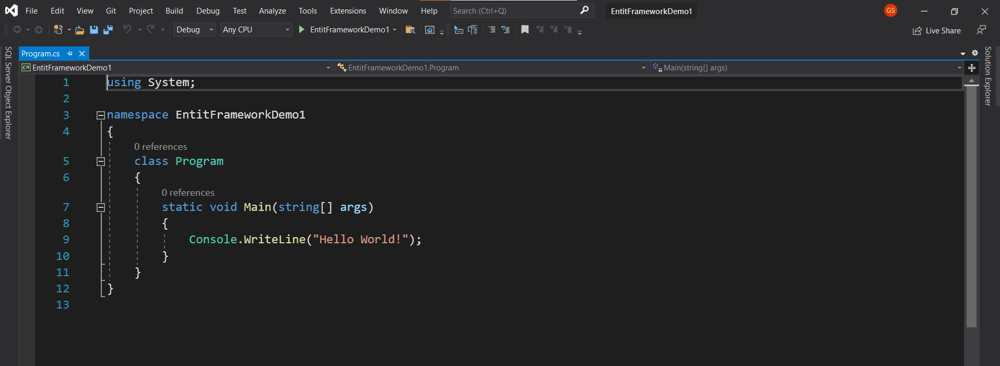 File Edit View Git Project Build Debug Test Analyze Tools Extensions Window Help Search (Ctrl+Q) EntitFrameworkDemo1 GS
Debug Any CPU EntitFrameworkDemo1 Live Share
SQL Server Object Explorer
Program.cs
Solution Explorer
C# EntitFrameworkDemo1 EntitFrameworkDemo1.Program Main(string[] args)
1 using System;
2
3 namespace EntitFrameworkDemo1
4 {
0 references
5 class Program
6 {
0 references
7 static void Main(string[] args)
8 {
9 Console.WriteLine("Hello World!");
10 }
11 }
12 }
13